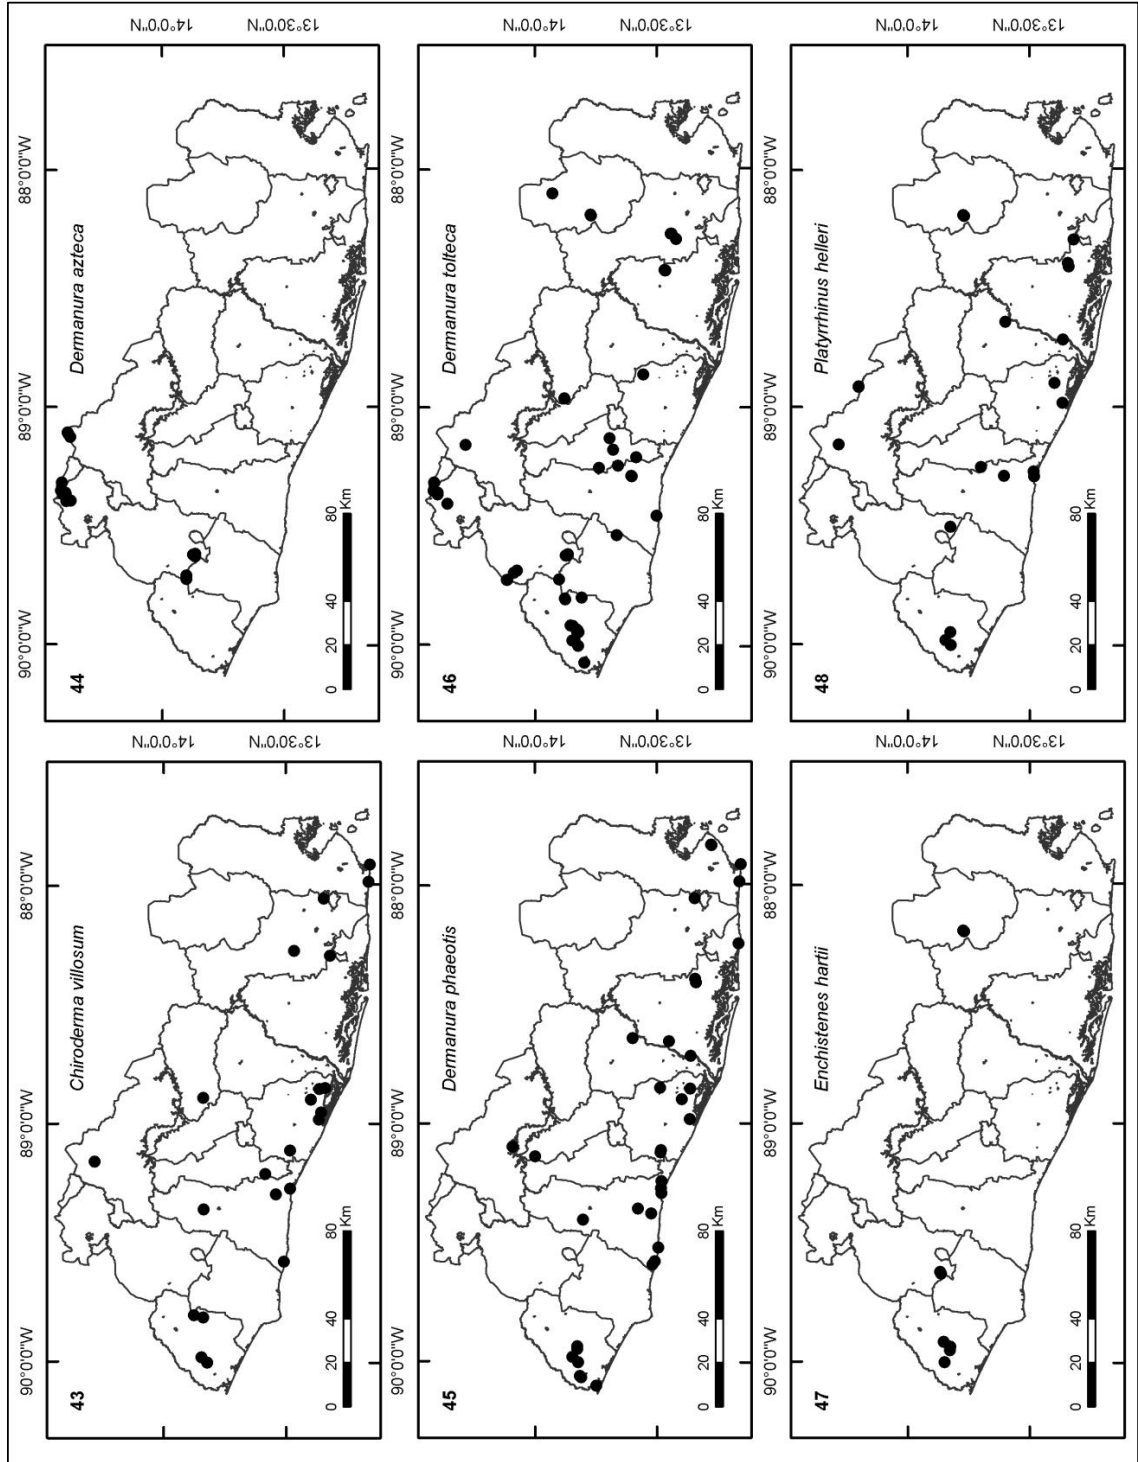 90°0'0"W 89°0'0"W 88°0'0"W
43 Chiroderma villosum
14°0'0"N
13°30'0"N
0 20 40 80 Km
90°0'0"W 89°0'0"W 88°0'0"W
44 Dermanura azteca
14°0'0"N
13°30'0"N
0 20 40 80 Km
90°0'0"W 89°0'0"W 88°0'0"W
45 Dermanura phaeotis
14°0'0"N
13°30'0"N
0 20 40 80 Km
90°0'0"W 89°0'0"W 88°0'0"W
46 Dermanura tolteca
14°0'0"N
13°30'0"N
0 20 40 80 Km
90°0'0"W 89°0'0"W 88°0'0"W
47 Enchistenes hartii
14°0'0"N
13°30'0"N
0 20 40 80 Km
90°0'0"W 89°0'0"W 88°0'0"W
48 Platyrrhinus helleri
14°0'0"N
13°30'0"N
0 20 40 80 Km